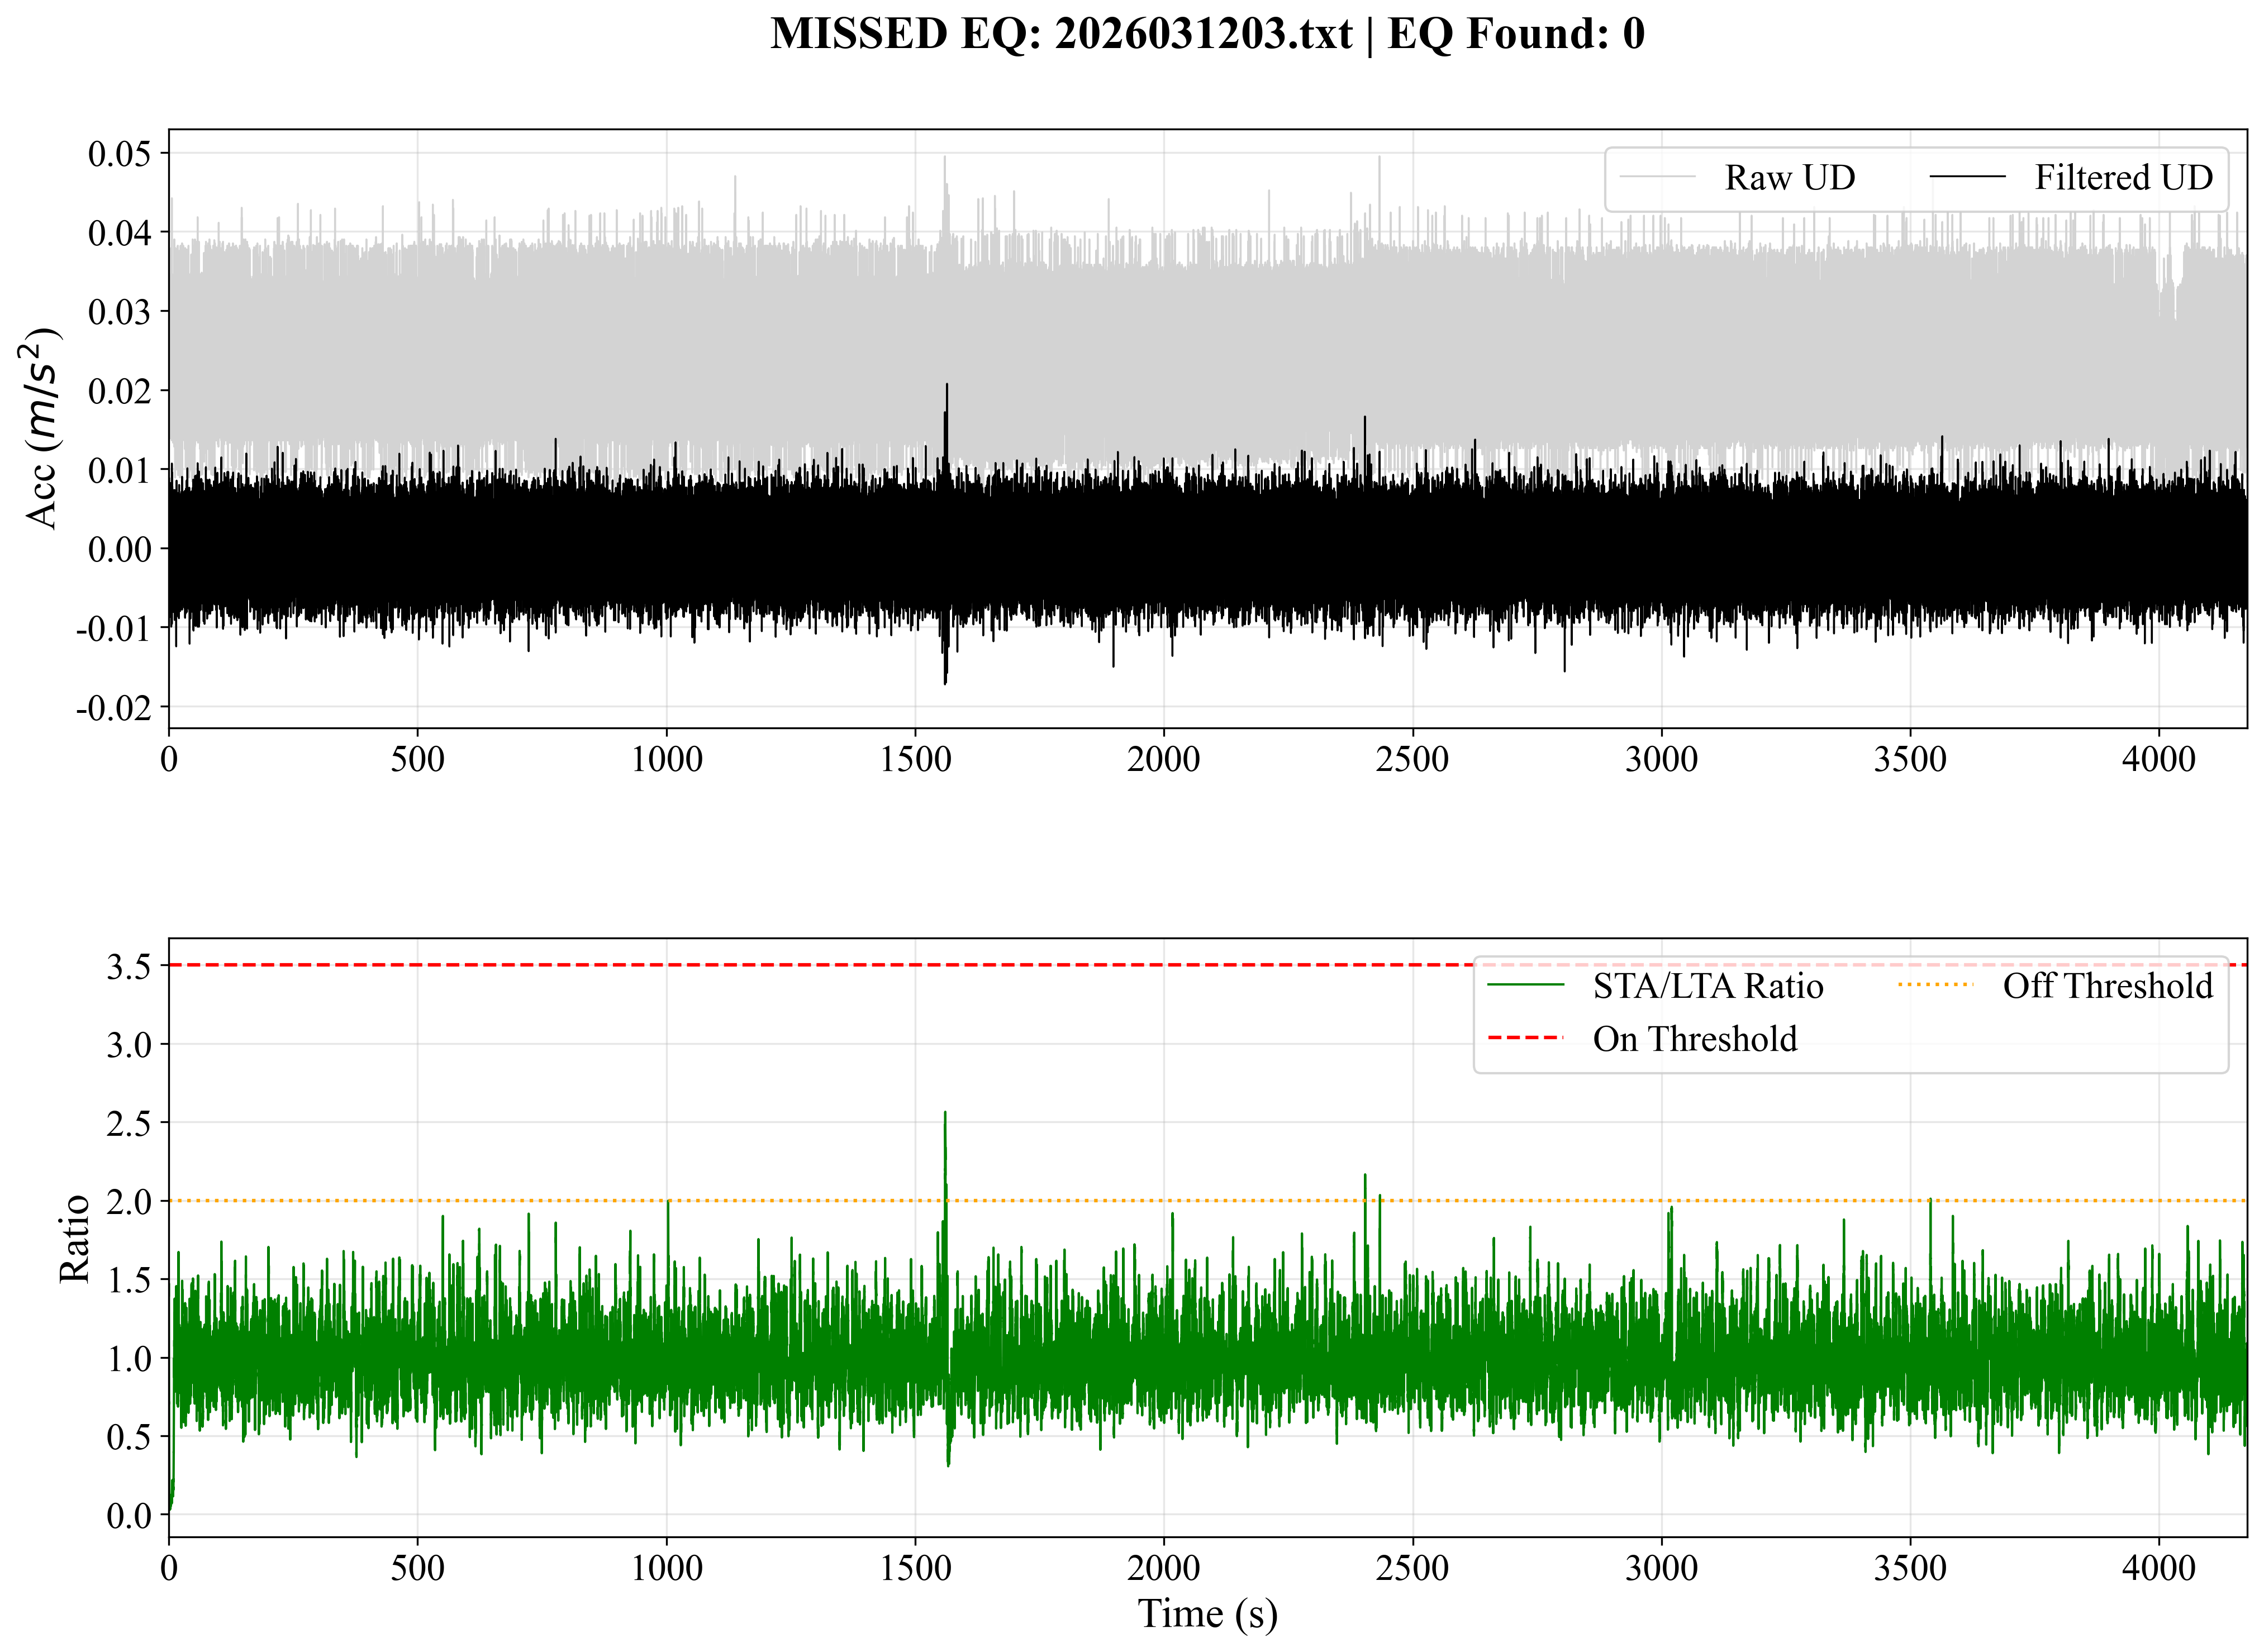 MISSED EQ: 2026031203.txt | EQ Found: 0
Raw UD
Filtered UD
Acc (m/s²)
0.05
0.04
0.03
0.02
0.01
0.00
-0.01
-0.02
0 500 1000 1500 2000 2500 3000 3500 4000
STA/LTA Ratio
Off Threshold
On Threshold
Ratio
3.5
3.0
2.5
2.0
1.5
1.0
0.5
0.0
0 500 1000 1500 2000 2500 3000 3500 4000
Time (s)